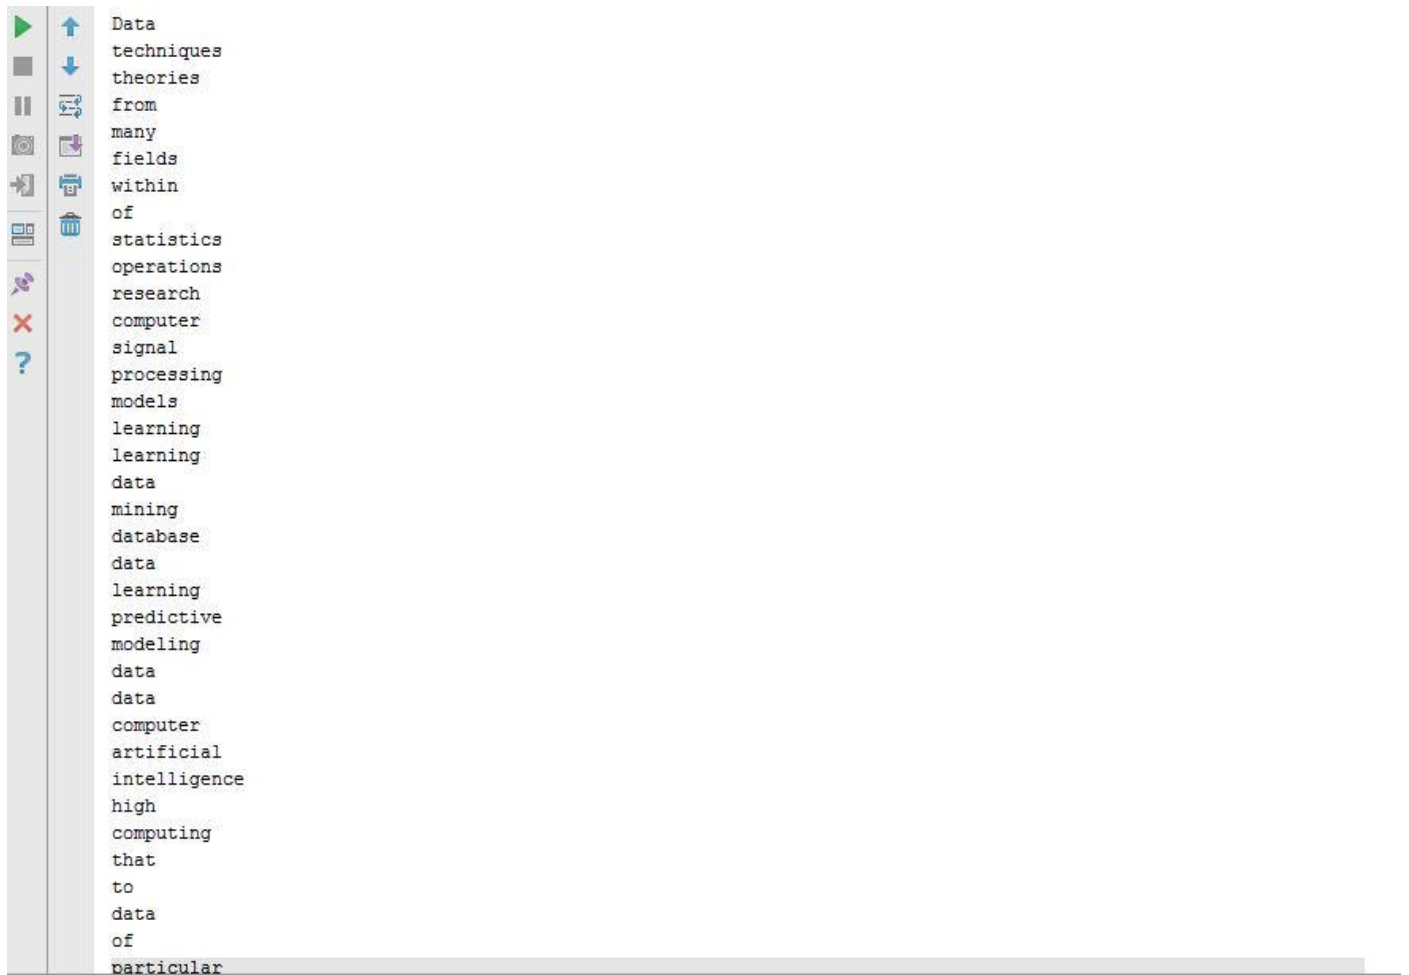 Data
techniques
theories
from
many
fields
within
of
statistics
operations
research
computer
signal
processing
models
learning
learning
data
mining
database
data
learning
predictive
modeling
data
data
computer
artificial
intelligence
high
computing
that
to
data
of
particular